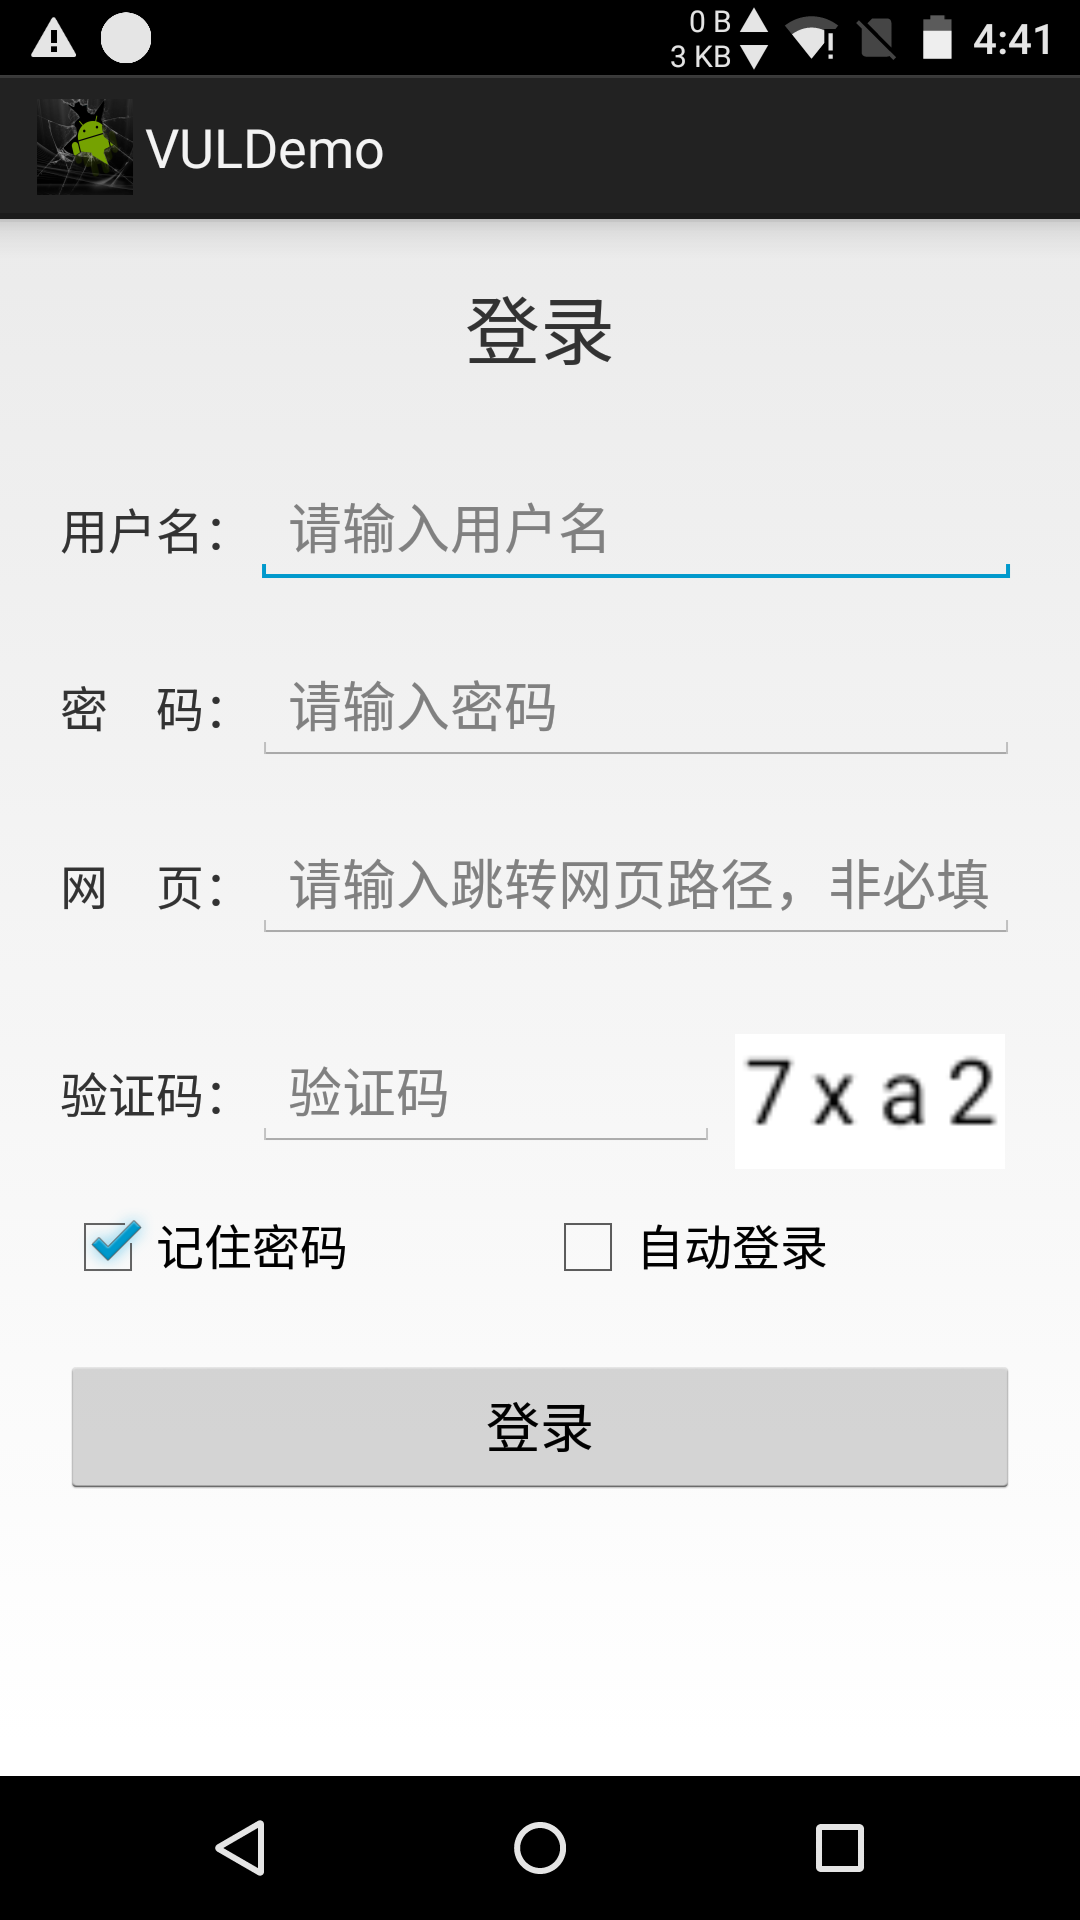 0 B
3 KB
4:41
VULDemo
登录
用户名： 请输入用户名
密　码： 请输入密码
网　页： 请输入跳转网页路径，非必填
验证码： 验证码 7xa2
记住密码 自动登录
登录